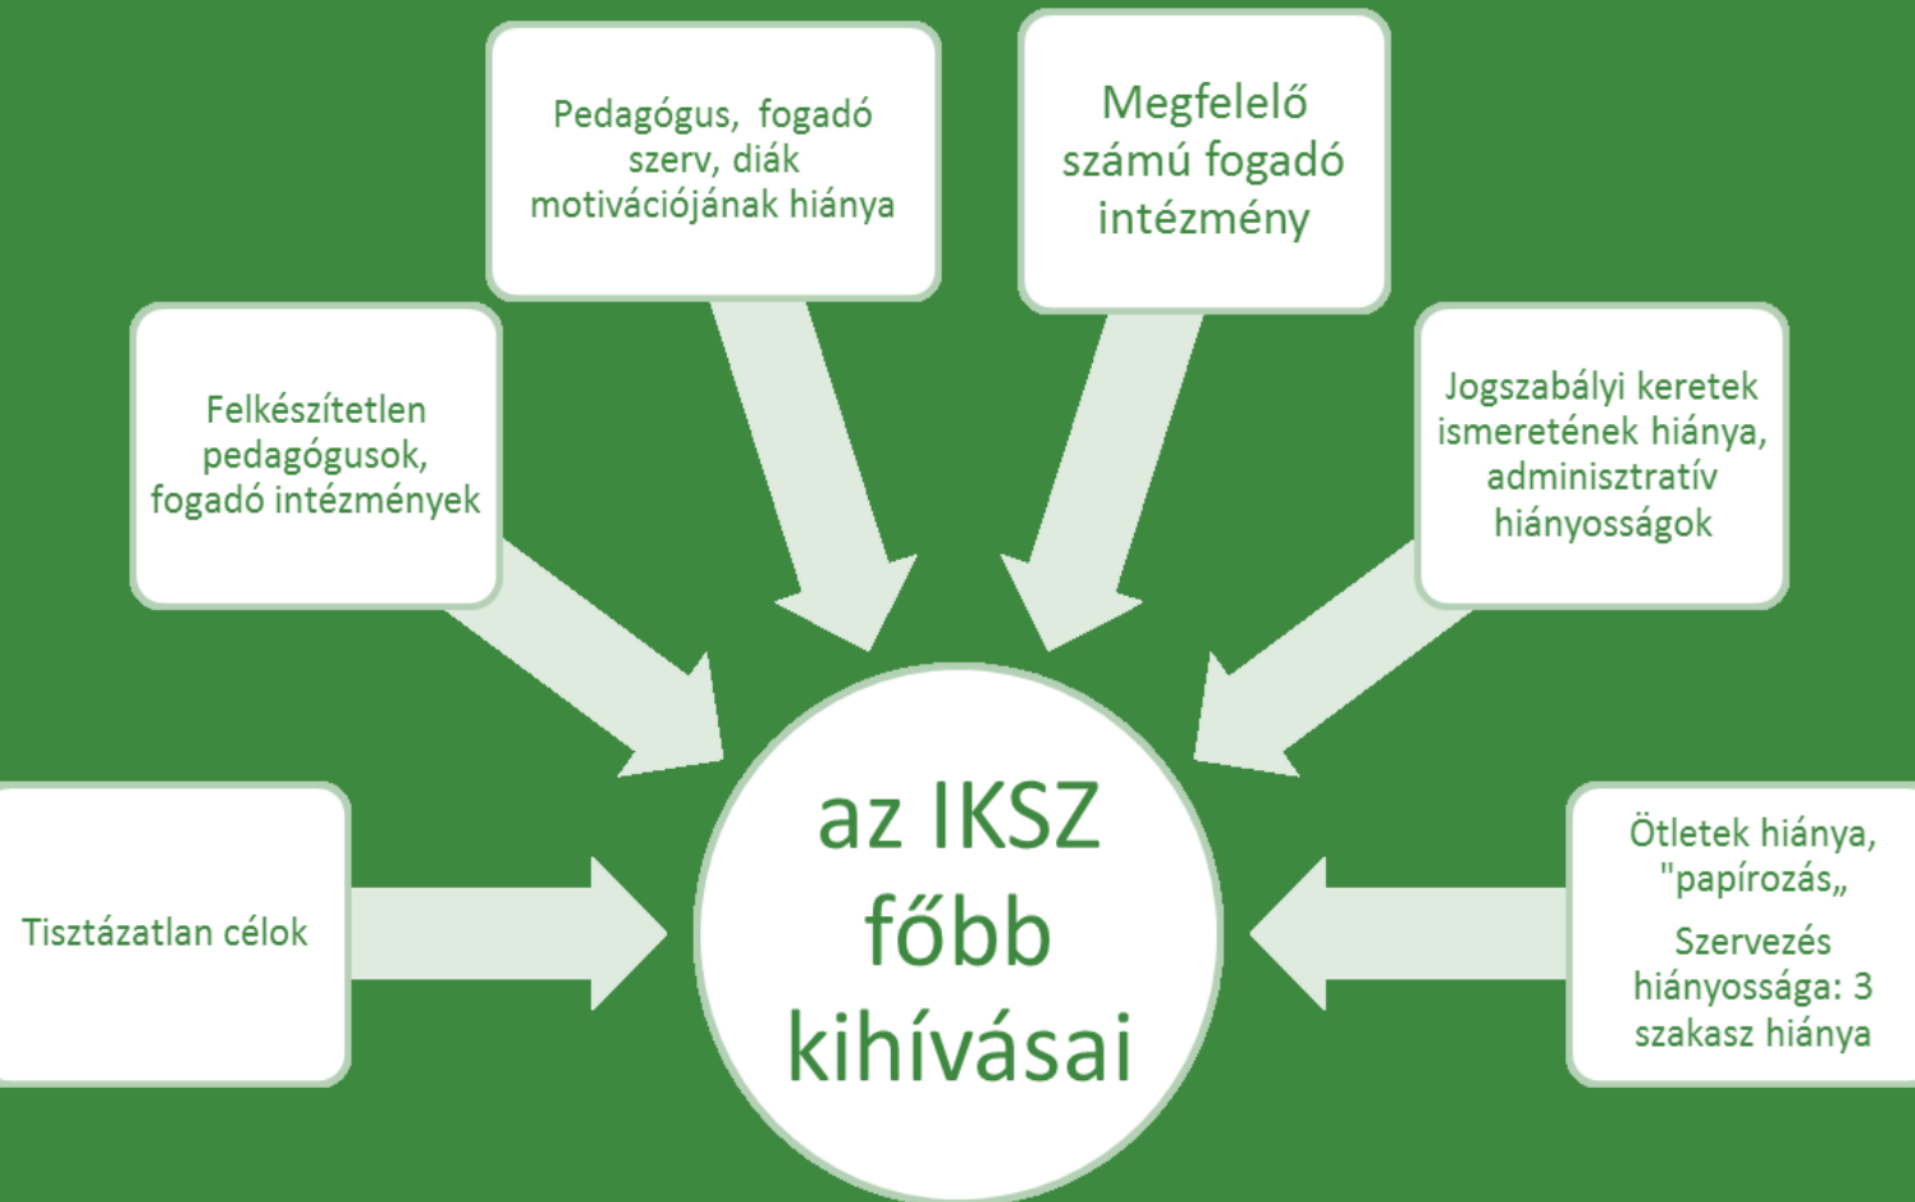 Pedagógus, fogadó
szerv, diák
motivációjának hiánya
Megfelelő
számú fogadó
intézmény
Felkészítetlen
pedagógusok,
fogadó intézmények
Jogszabályi keretek
ismeretének hiánya,
adminisztratív
hiányosságok
Tisztázatlan célok
az IKSZ
főbb
kihívásai
Ötletek hiánya,
"papírozás„
Szervezés
hiányossága: 3
szakasz hiánya